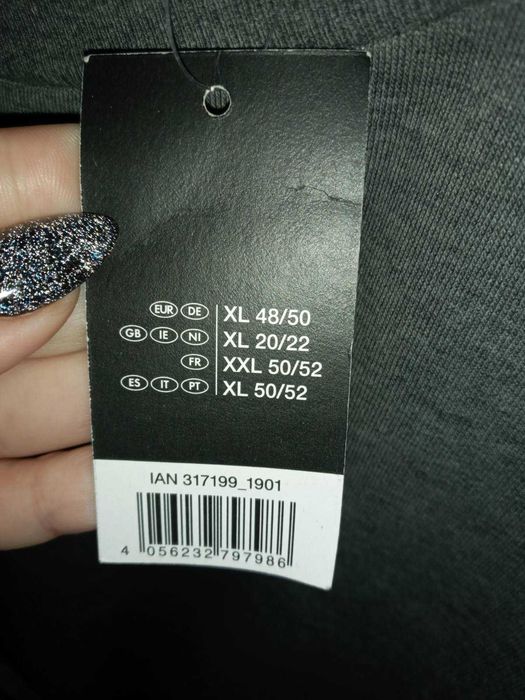 EUR DE XL 48/50
GB IE NI XL 20/22
FR XXL 50/52
ES IT PT XL 50/52
IAN 317199_1901
4 056232 797986